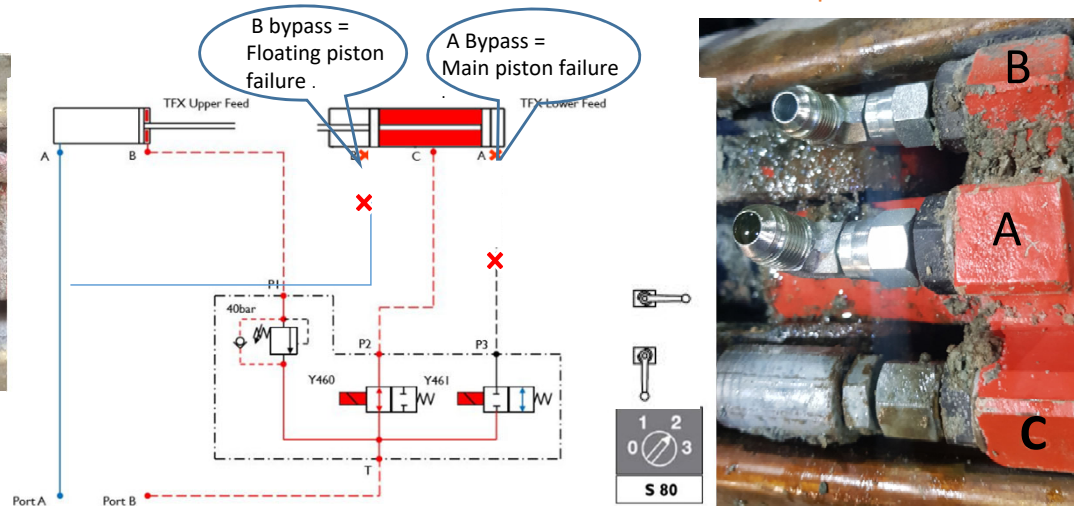 B bypass =
Floating piston
failure .
A Bypass =
Main piston failure
TFX Upper Feed
TFX Lower Feed
A
B
B
C
A
P1
40bar
P2
P3
Y460
Y461
T
Port A
Port B
1 2
0 3
S 80
B
A
C